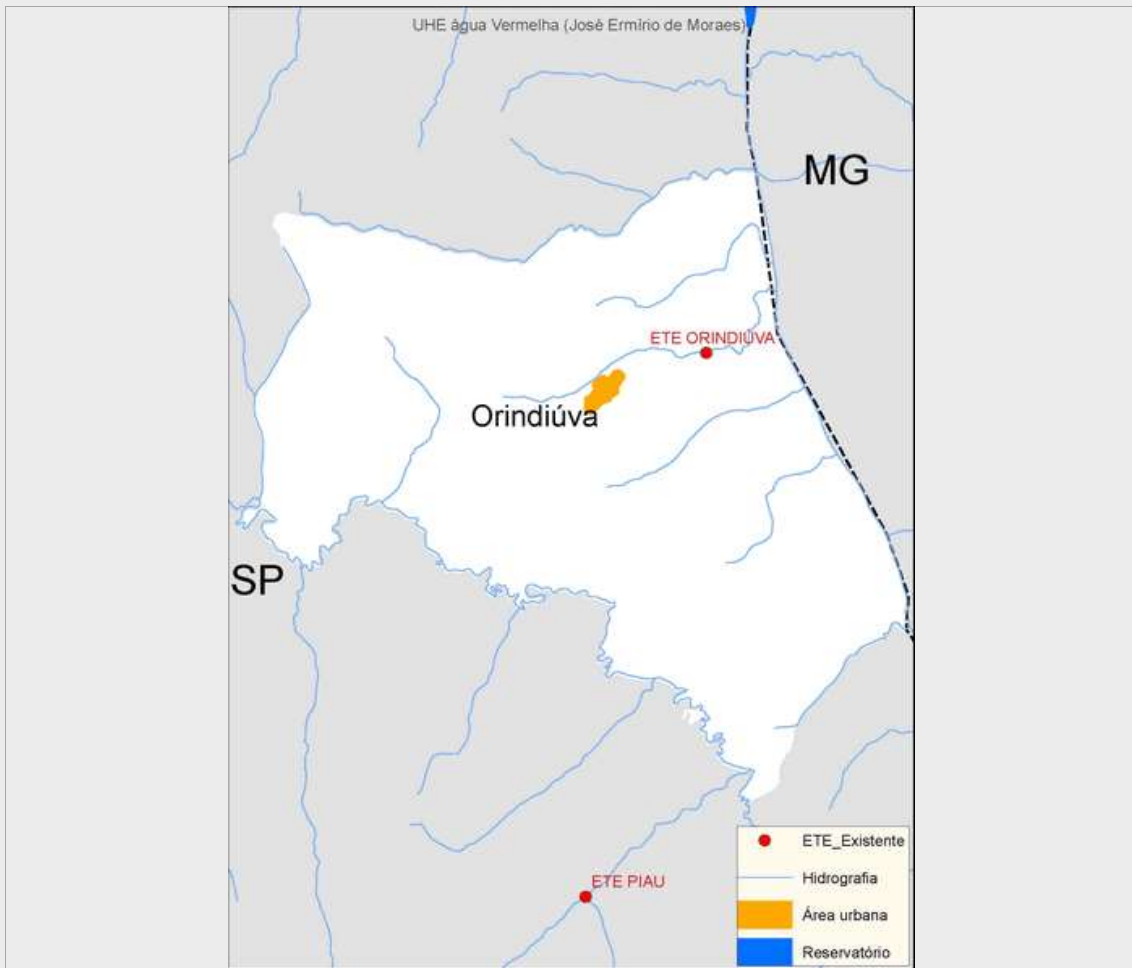 UHE água Vermelha (José Ermírio de Moraes)
MG
ETE ORINDIÚVA
Orindiúva
SP
ETE PIAU
ETE_Existente
Hidrografia
Área urbana
Reservatório